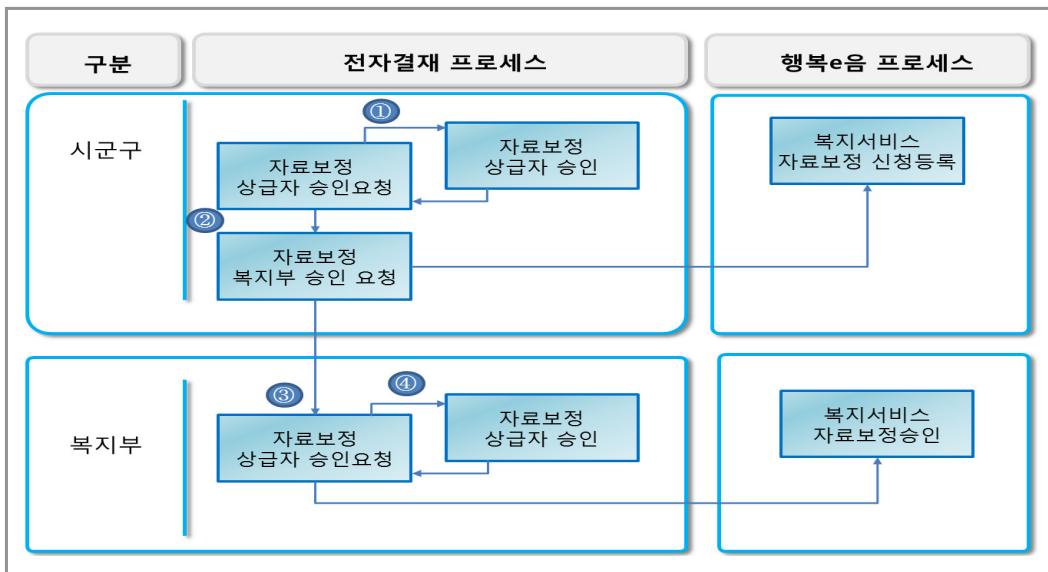 구분
전자결재 프로세스
행복e음 프로세스
시군구
①
자료보정
상급자 승인요청
자료보정
상급자 승인
복지서비스
자료보정 신청등록
②
자료보정
복지부 승인 요청
복지부
③
④
자료보정
상급자 승인요청
자료보정
상급자 승인
복지서비스
자료보정승인